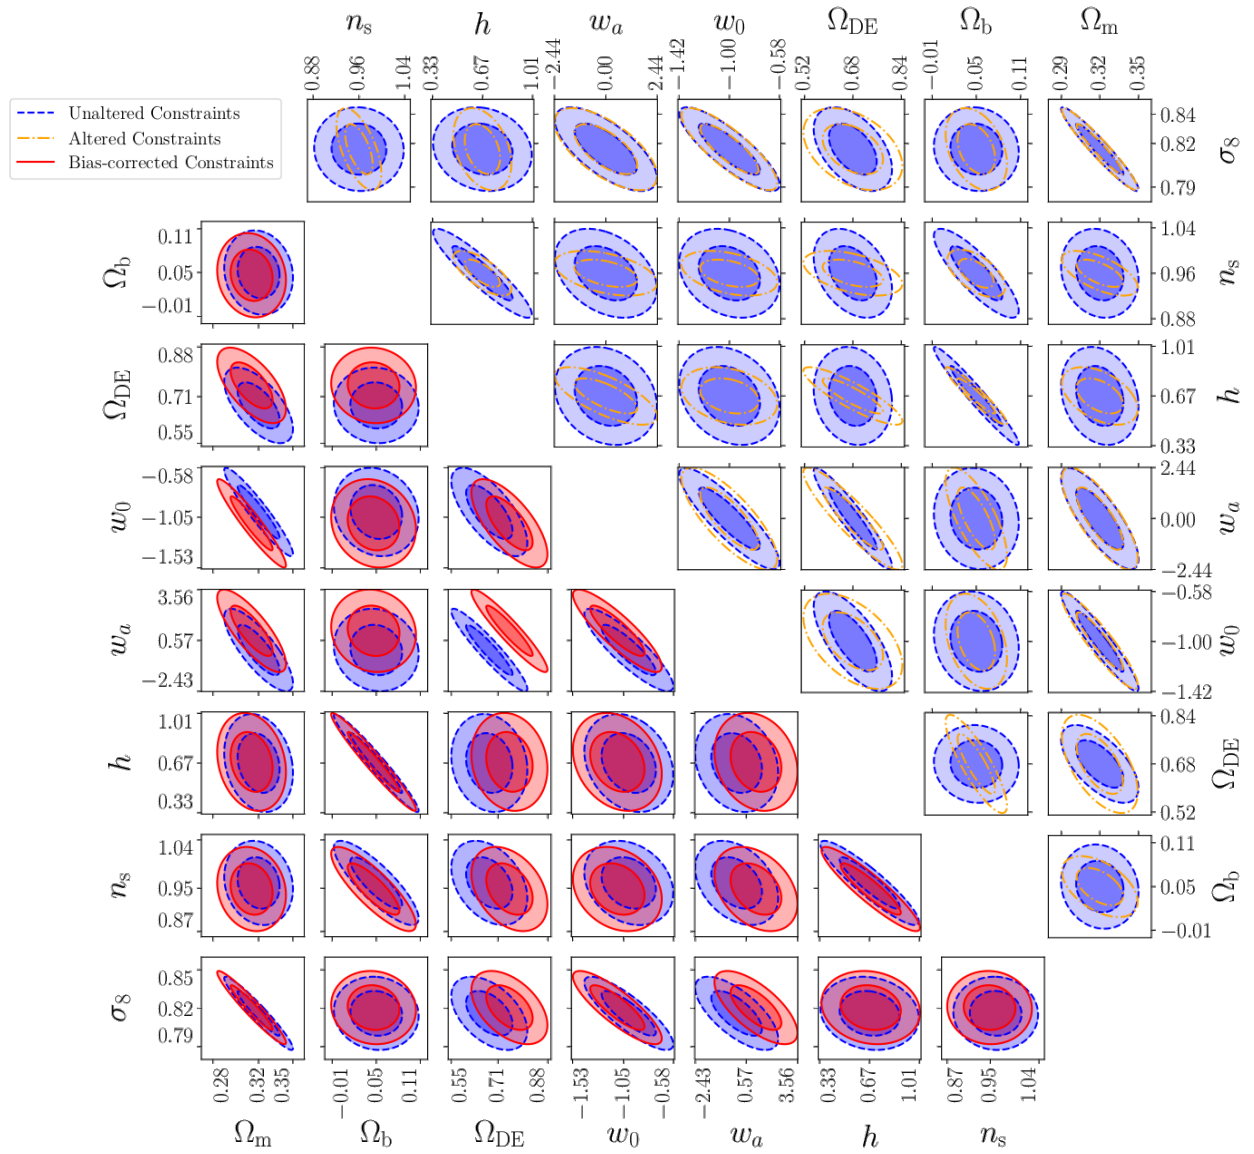 n_s h w_a w_0 Ω_DE Ω_b Ω_m
0.88 0.96 1.04 0.33 0.67 1.01 −2.44 0.00 2.44 −1.42 −1.00 −0.58 0.52 0.68 0.84 −0.01 0.05 0.11 0.29 0.32 0.35
Unaltered Constraints
Altered Constraints
Bias-corrected Constraints
0.84
0.82
0.79
σ_8
Ω_b
0.11
0.05
−0.01
1.04
0.96
0.88
n_s
Ω_DE
0.88
0.71
0.55
1.01
0.67
0.33
h
w_0
−0.58
−1.05
−1.53
2.44
0.00
−2.44
w_a
w_a
3.56
0.57
−2.43
−0.58
−1.00
−1.42
w_0
h
1.01
0.67
0.33
0.84
0.68
0.52
Ω_DE
n_s
1.04
0.95
0.87
0.11
0.05
−0.01
Ω_b
σ_8
0.85
0.82
0.79
0.28 0.32 0.35 −0.01 0.05 0.11 0.55 0.71 0.88 −1.53 −1.05 −0.58 −2.43 0.57 3.56 0.33 0.67 1.01 0.87 0.95 1.04
Ω_m Ω_b Ω_DE w_0 w_a h n_s